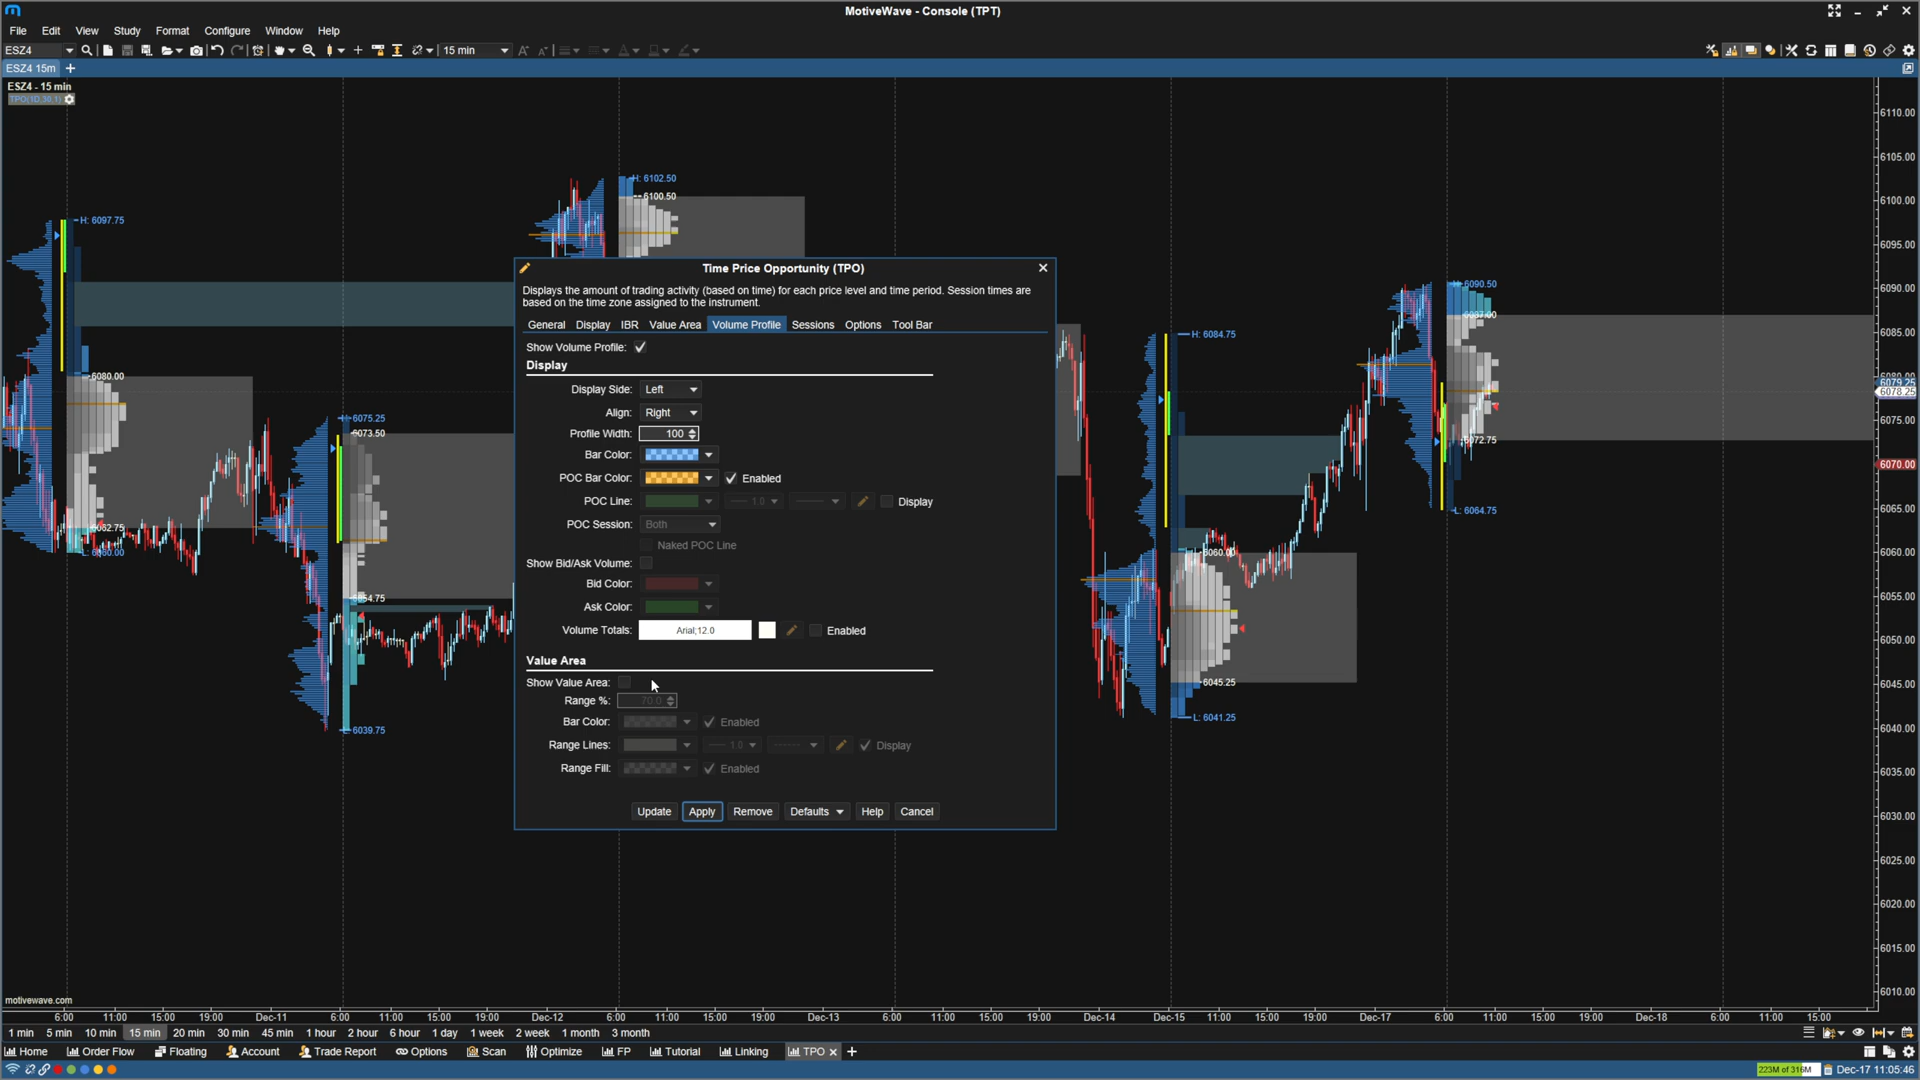 MotiveWave - Console (TPT)
File Edit View Study Format Configure Window Help
ESZ4 15 min
ESZ4 15m
ESZ4 - 15 min
TPO(1D,30,1)
H: 6097.75
6080.00
6062.75
L: 6060.00
H: 6075.25
6073.50
6054.75
6039.75
H: 6102.50
6100.50
Time Price Opportunity (TPO)
Displays the amount of trading activity (based on time) for each price level and time period. Session times are
based on the time zone assigned to the instrument.
General Display IBR Value Area Volume Profile Sessions Options Tool Bar
Show Volume Profile:
Display
Display Side: Left
Align: Right
Profile Width: 100
Bar Color:
POC Bar Color: Enabled
POC Line: 1.0 Display
POC Session: Both
Naked POC Line
Show Bid/Ask Volume:
Bid Color:
Ask Color:
Volume Totals: Arial;12.0 Enabled
Value Area
Show Value Area:
Range %: 70.0
Bar Color: Enabled
Range Lines: 1.0 Display
Range Fill: Enabled
Update Apply Remove Defaults Help Cancel
H: 6084.75
6060.00
6045.25
L: 6041.25
H: 6090.50
6087.00
6072.75
L: 6064.75
6110.00
6105.00
6100.00
6095.00
6090.00
6085.00
6080.00
6079.25
6078.25
6075.00
6070.00
6065.00
6060.00
6055.00
6050.00
6045.00
6040.00
6035.00
6030.00
6025.00
6020.00
6015.00
6010.00
motivewave.com
6:00 11:00 15:00 19:00 Dec-11 6:00 11:00 15:00 19:00 Dec-12 6:00 11:00 15:00 19:00 Dec-13 6:00 11:00 15:00 19:00 Dec-14 Dec-15 6:00 11:00 15:00 19:00 Dec-17 6:00 11:00 15:00 19:00 Dec-18 6:00 11:00 15:00
1 min 5 min 10 min 15 min 20 min 30 min 45 min 1 hour 2 hour 6 hour 1 day 1 week 2 week 1 month 3 month
Home Order Flow Floating Account Trade Report Options Scan Optimize FP Tutorial Linking TPO
223M of 316M Dec-17 11:05:46